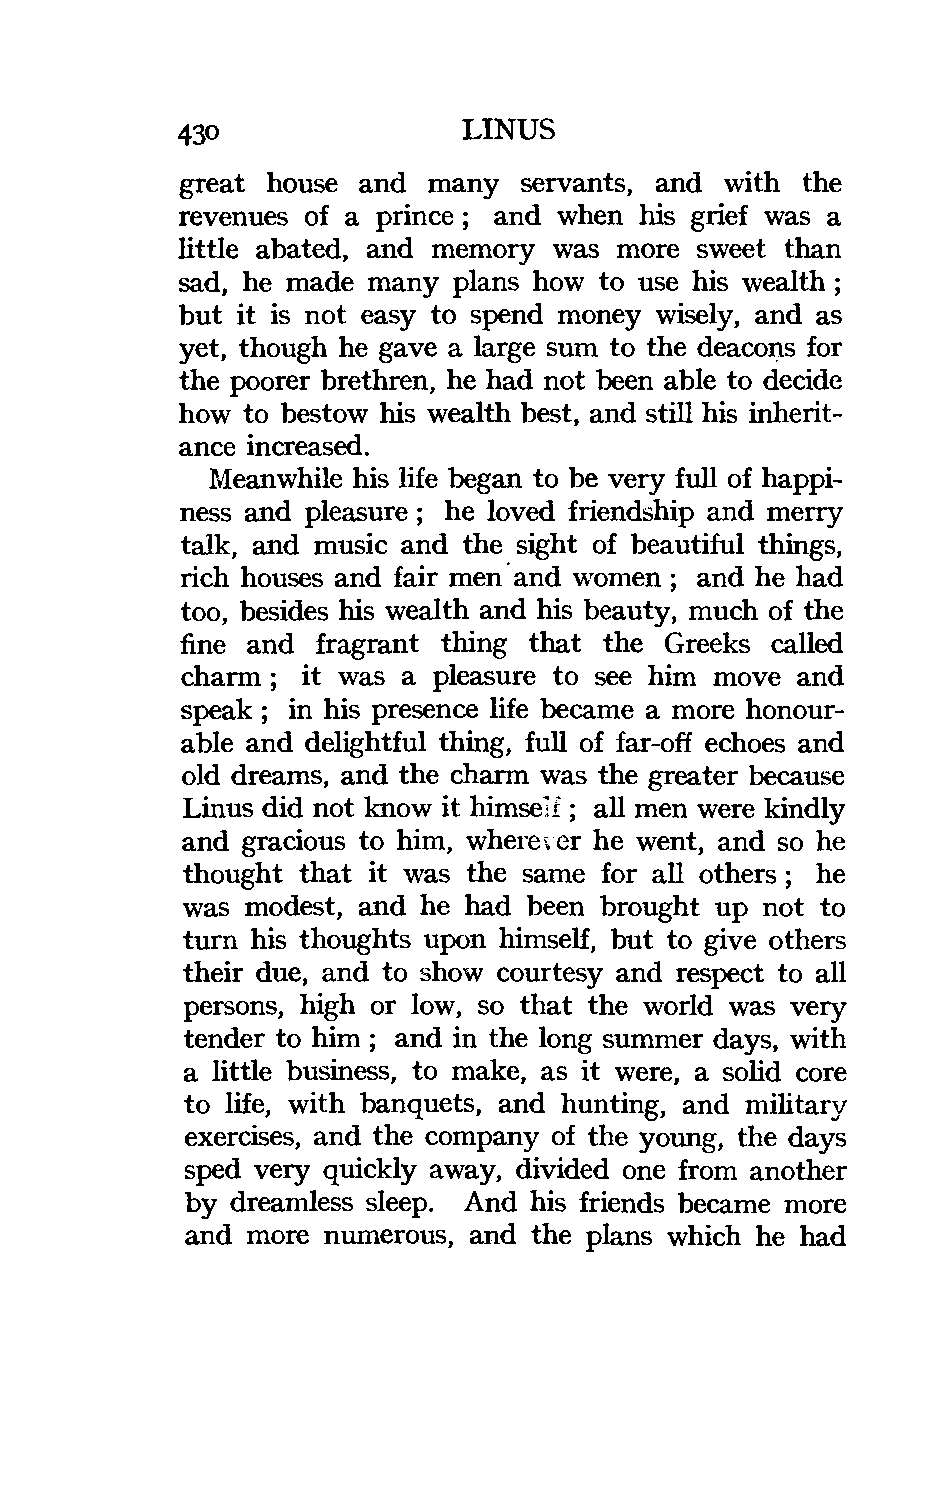 430 LINUS
great house and many servants, and with the
revenues of a prince ; and when his grief was a
little abated, and memory was more sweet than
sad, he made many plans how to use his wealth ;
but it is not easy to spend money wisely, and as
yet, though he gave a large sum to the deacons for
the poorer brethren, he had not been able to decide
how to bestow his wealth best, and still his inherit-
ance increased.
Meanwhile his life began to be very full of happi-
ness and pleasure ; he loved friendship and merry
talk, and music and the sight of beautiful things,
rich houses and fair men and women ; and he had
too, besides his wealth and his beauty, much of the
fine and fragrant thing that the Greeks called
charm ; it was a pleasure to see him move and
speak ; in his presence life became a more honour-
able and delightful thing, full of far-off echoes and
old dreams, and the charm was the greater because
Linus did not know it himself ; all men were kindly
and gracious to him, wherever he went, and so he
thought that it was the same for all others ; he
was modest, and he had been brought up not to
turn his thoughts upon himself, but to give others
their due, and to show courtesy and respect to all
persons, high or low, so that the world was very
tender to him ; and in the long summer days, with
a little business, to make, as it were, a solid core
to life, with banquets, and hunting, and military
exercises, and the company of the young, the days
sped very quickly away, divided one from another
by dreamless sleep. And his friends became more
and more numerous, and the plans which he had